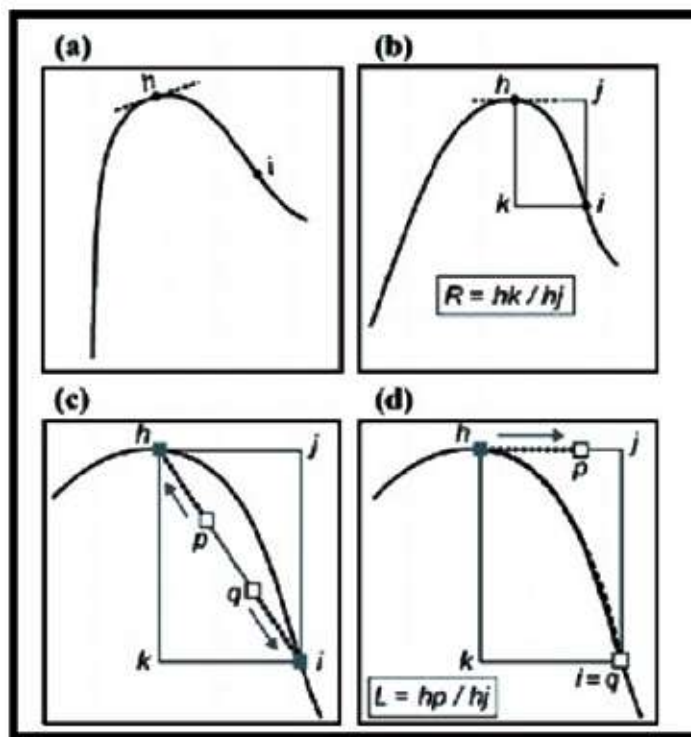 (a)
(b)
h
i
h
j
k
i
R = hk / hj
(c)
(d)
h
j
p
q
k
i
h
p
j
k
i = q
L = hp / hj